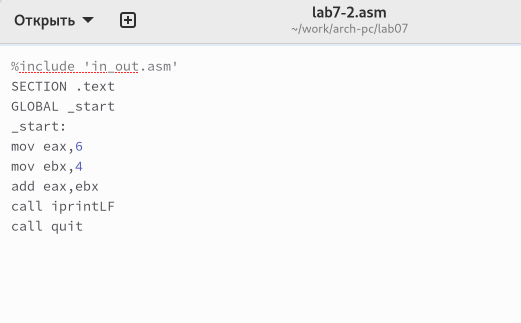 Открыть
lab7-2.asm
~/work/arch-pc/lab07
%include 'in_out.asm'
SECTION .text
GLOBAL _start
_start:
mov eax,6
mov ebx,4
add eax,ebx
call iprintLF
call quit